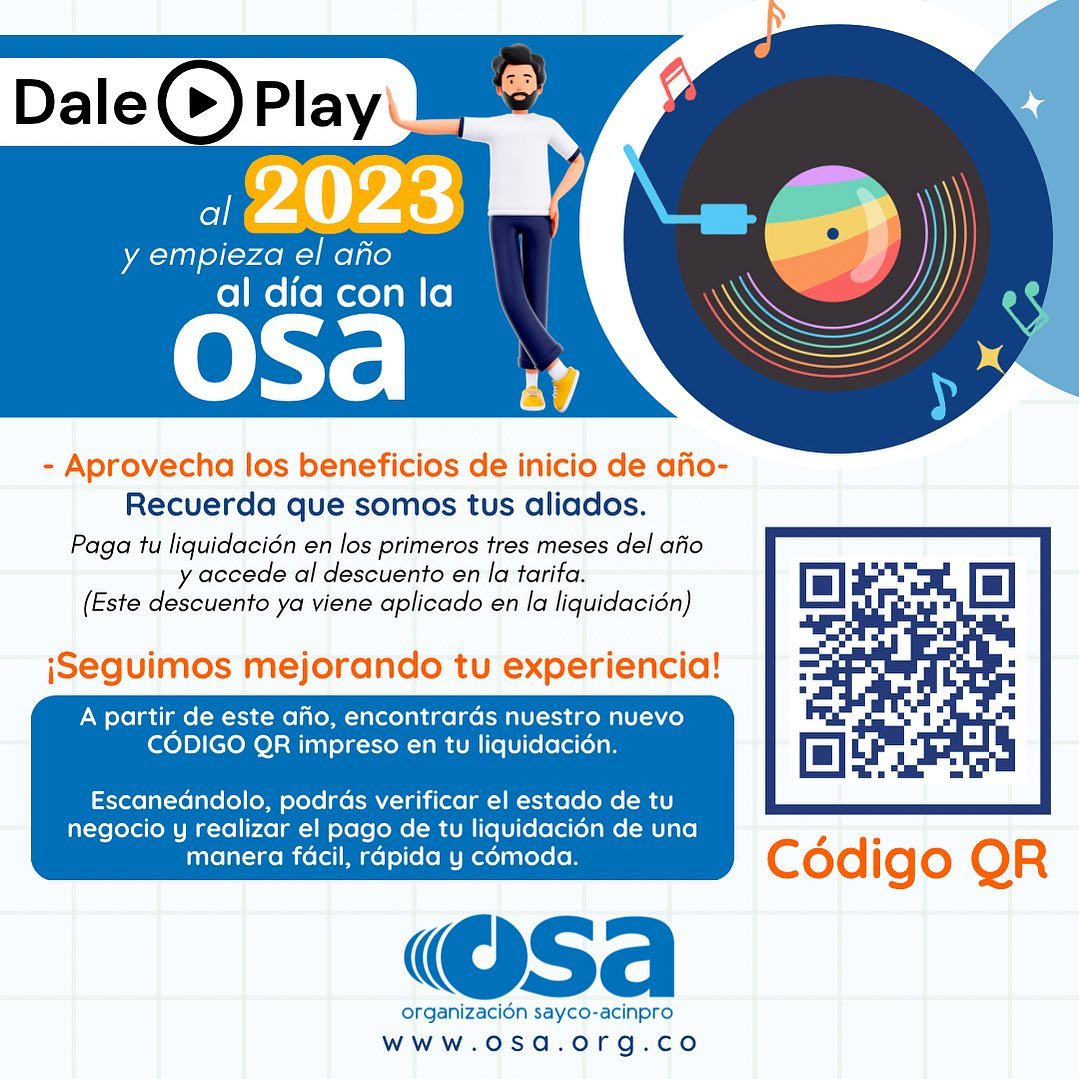 Dale Play
al 2023
y empieza el año
al día con la
osa
- Aprovecha los beneficios de inicio de año-
Recuerda que somos tus aliados.
Paga tu liquidación en los primeros tres meses del año
y accede al descuento en la tarifa.
(Este descuento ya viene aplicado en la liquidación)
¡Seguimos mejorando tu experiencia!
A partir de este año, encontrarás nuestro nuevo
CÓDIGO QR impreso en tu liquidación.
Escaneándolo, podrás verificar el estado de tu
negocio y realizar el pago de tu liquidación de una
manera fácil, rápida y cómoda.
Código QR
osa
organización sayco-acinpro
www.osa.org.co